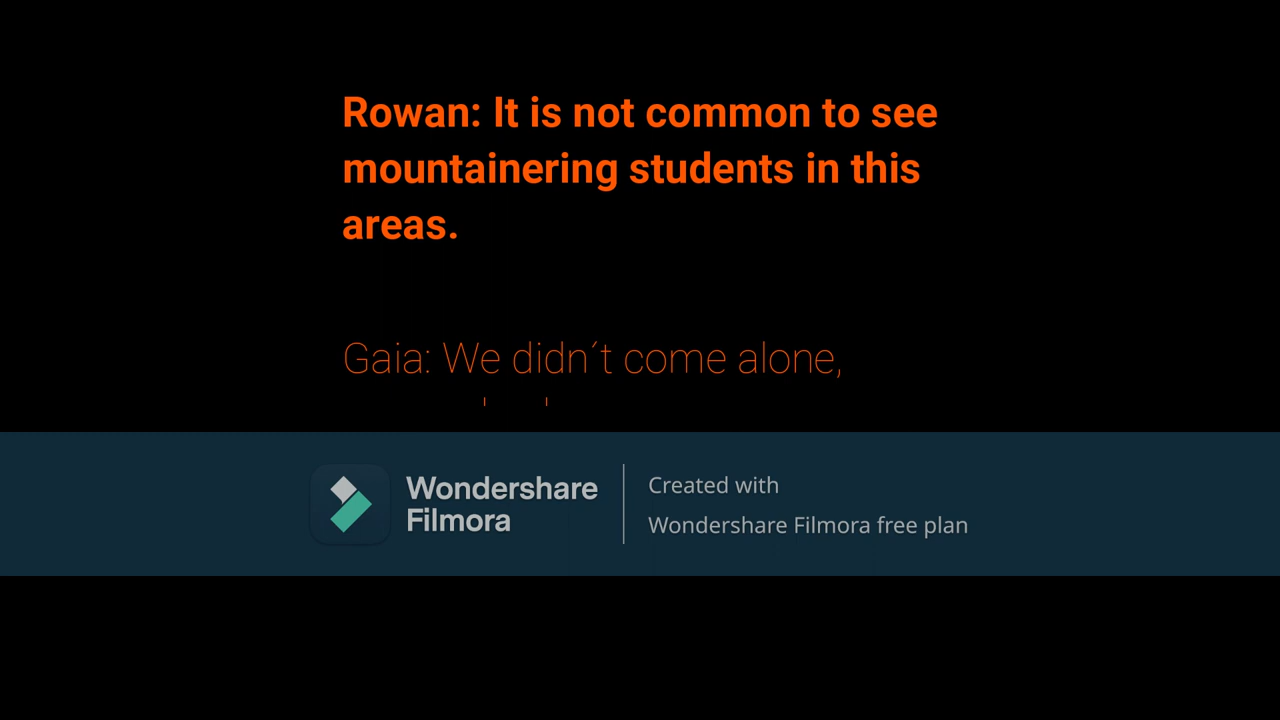 Rowan: It is not common to see
mountainering students in this
areas.
Gaia: We didn´t come alone,
Wondershare
Filmora
Created with
Wondershare Filmora free plan